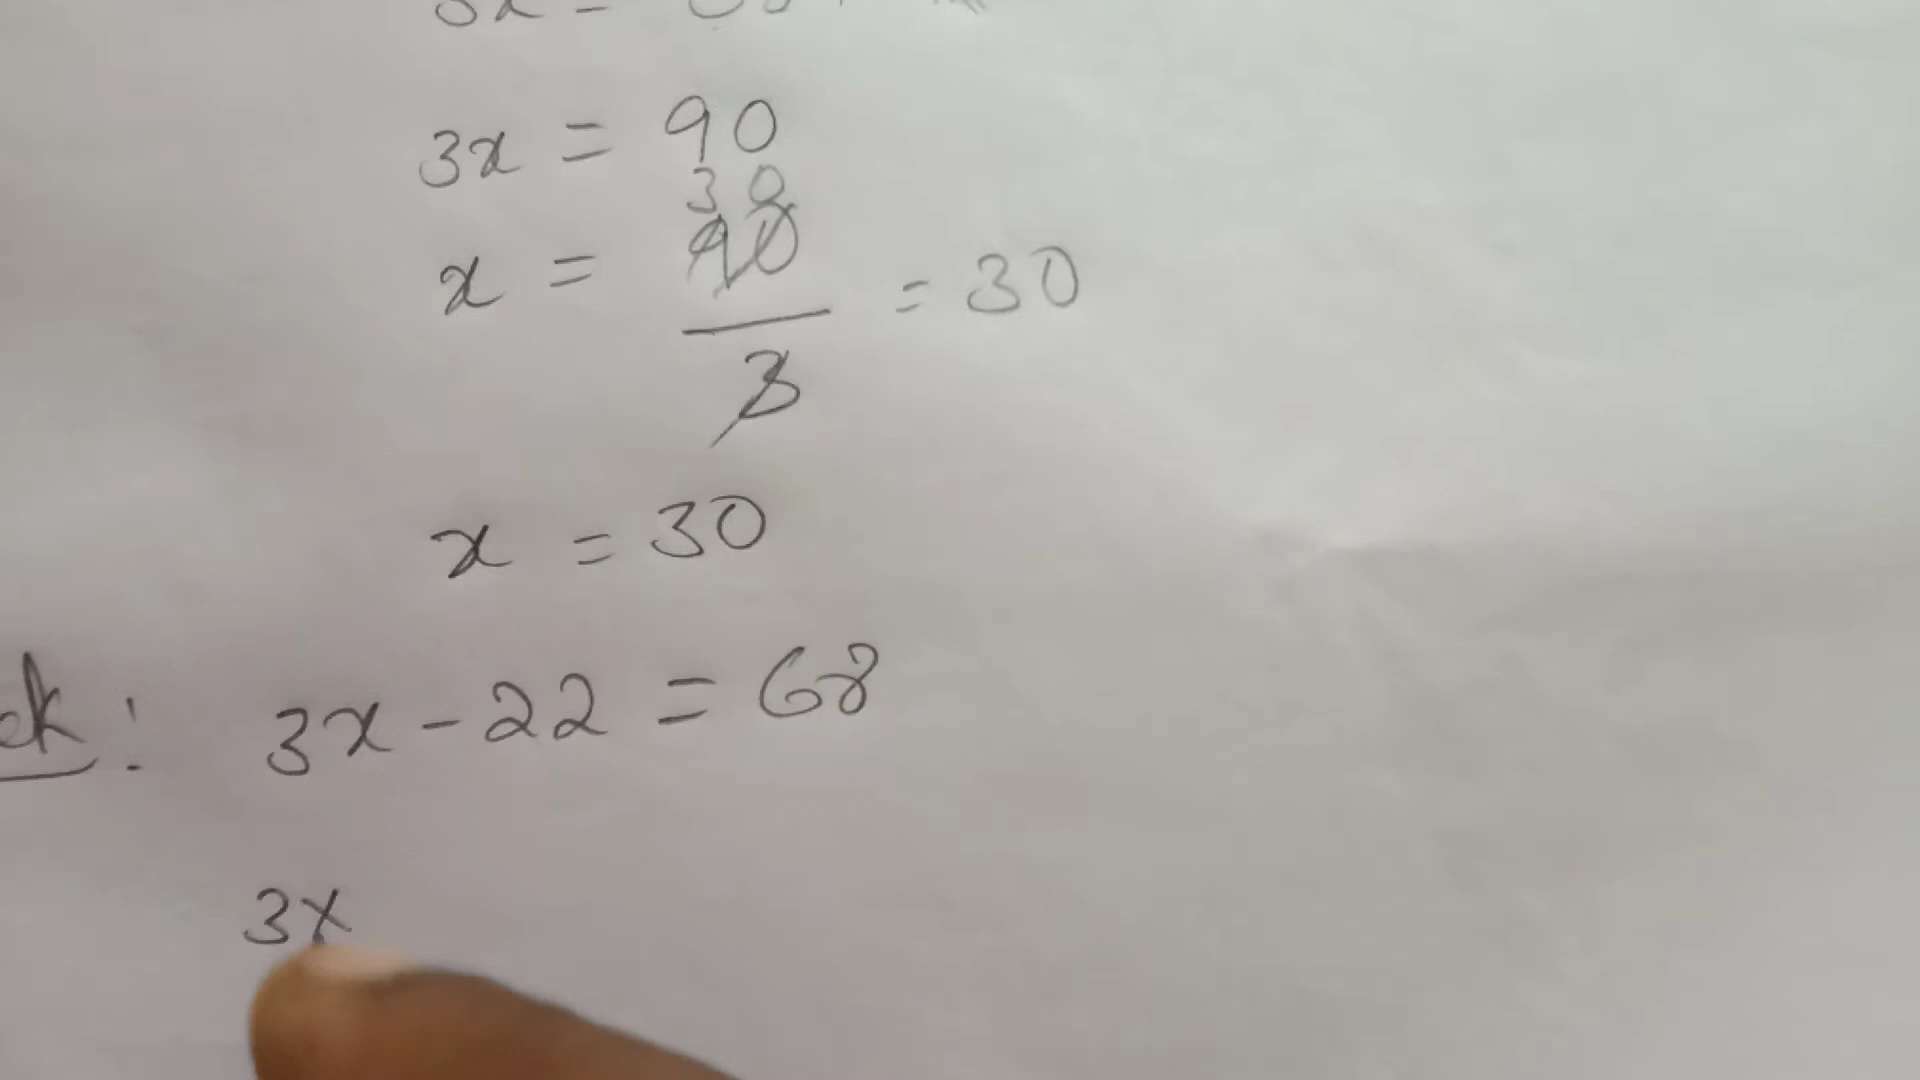 3x = 90
30
x = 90/3 = 30
x = 30
3x - 22 = 68
3x